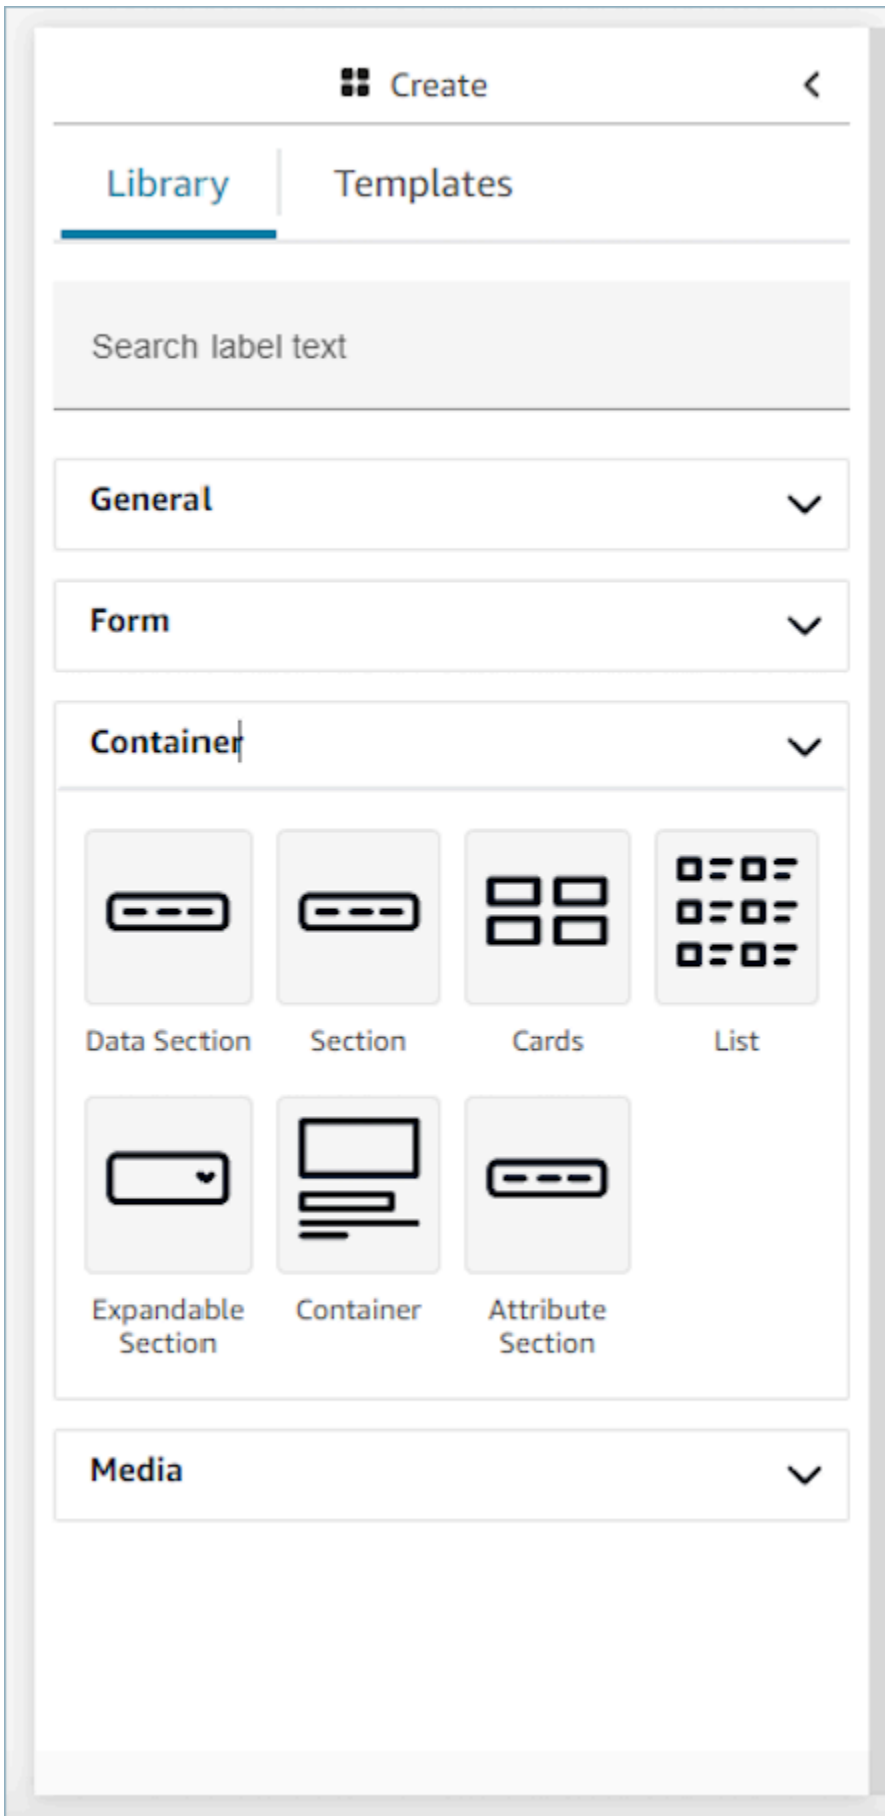 Create
Library Templates
Search label text
General
Form
Container
Data Section Section Cards List
Expandable Section Container Attribute Section
Media